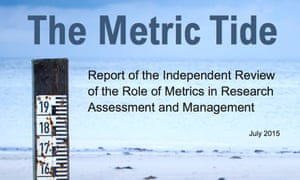 The Metric Tide
Report of the Independent Review
of the Role of Metrics in Research
Assessment and Management
July 2015
19
18
17
16